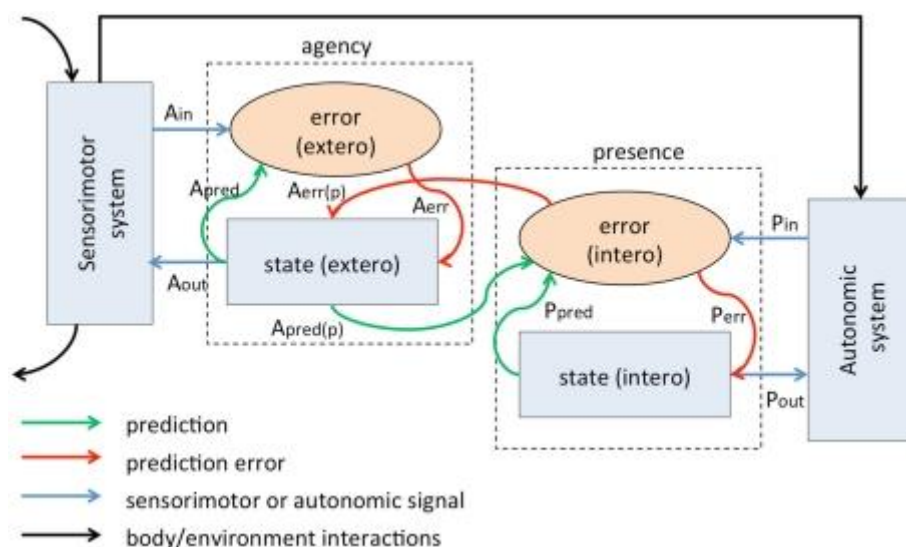 agency
Sensorimotor
system
Ain
error
(extero)
presence
Apred
Aerr(p)
Aerr
Pin
error
(intero)
state (extero)
Aout
Apred(p)
Ppred
Perr
Autonomic
system
state (intero)
Pout
prediction
prediction error
sensorimotor or autonomic signal
body/environment interactions